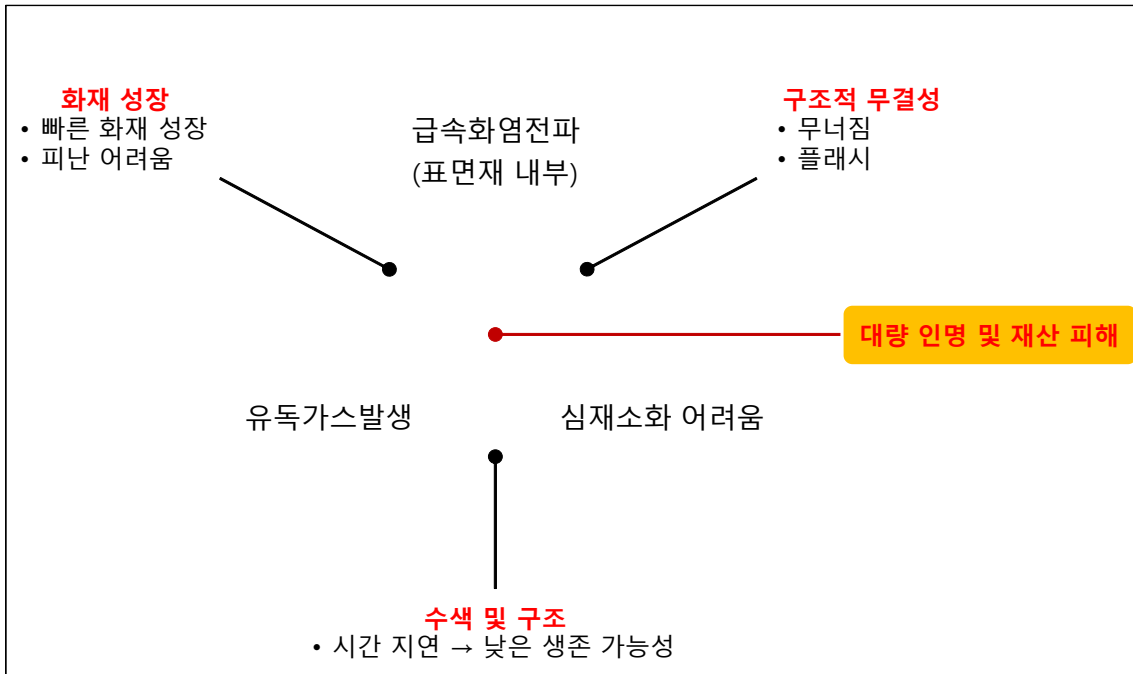 화재 성장
• 빠른 화재 성장
• 피난 어려움
급속화염전파
(표면재 내부)
구조적 무결성
• 무너짐
• 플래시
대량 인명 및 재산 피해
유독가스발생
심재소화 어려움
수색 및 구조
• 시간 지연 → 낮은 생존 가능성